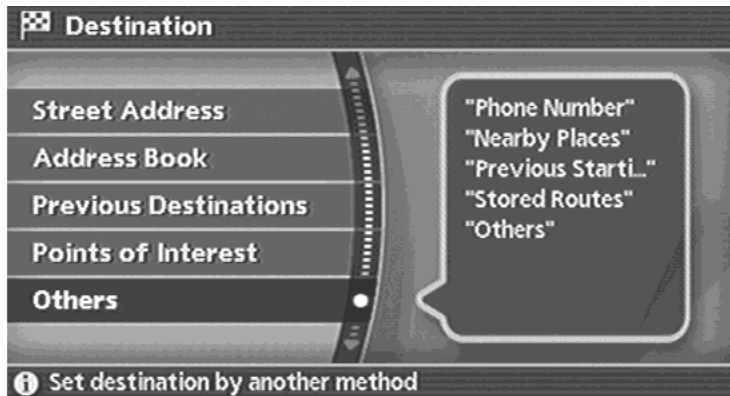 Destination
Street Address
Address Book
Previous Destinations
Points of Interest
Others
"Phone Number"
"Nearby Places"
"Previous Starti..."
"Stored Routes"
"Others"
Set destination by another method